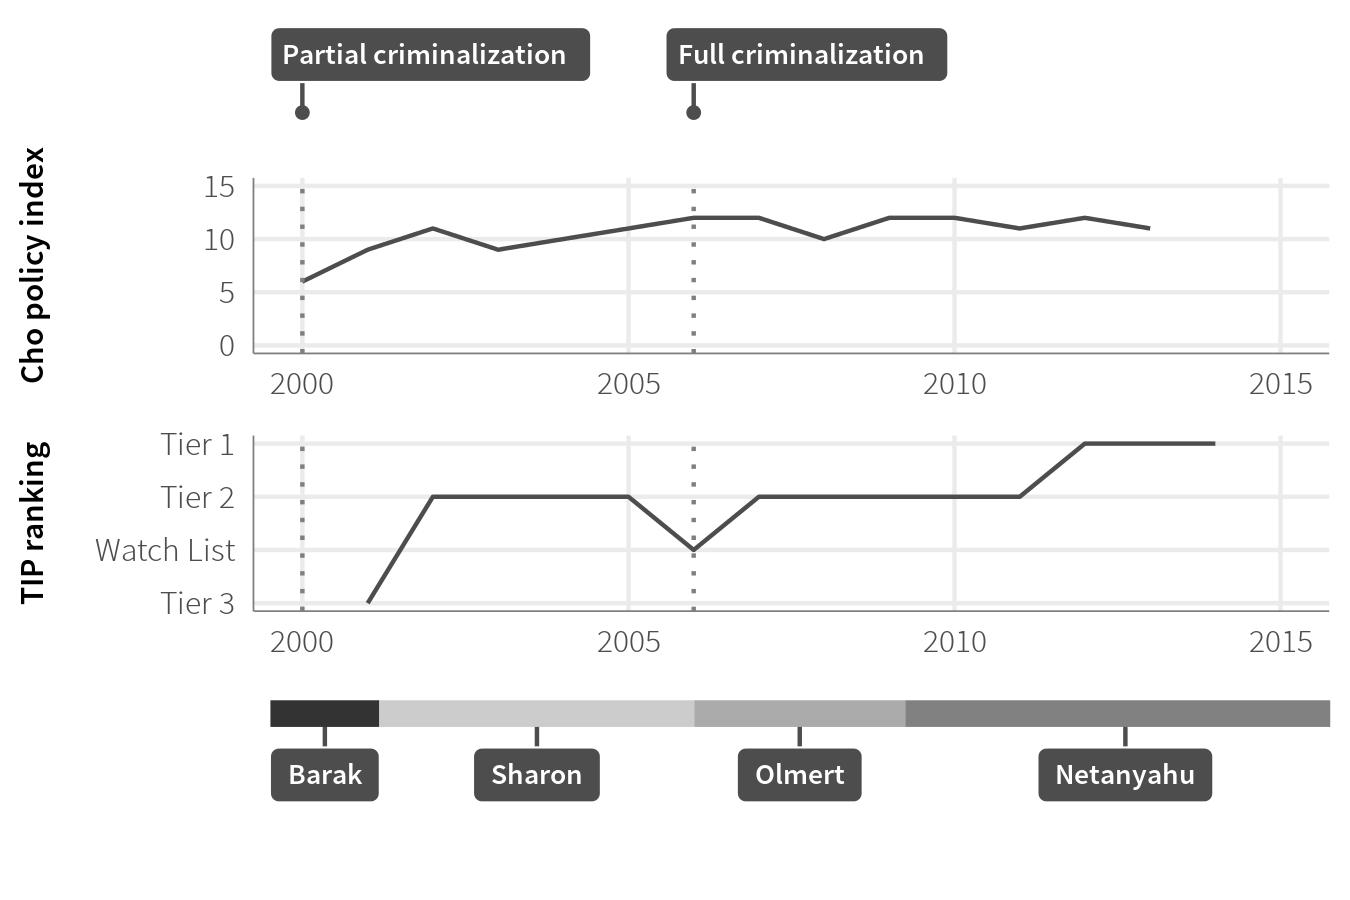 Partial criminalization
Full criminalization
Cho policy index
15
10
5
0
2000
2005
2010
2015
TIP ranking
Tier 1
Tier 2
Watch List
Tier 3
2000
2005
2010
2015
Barak
Sharon
Olmert
Netanyahu